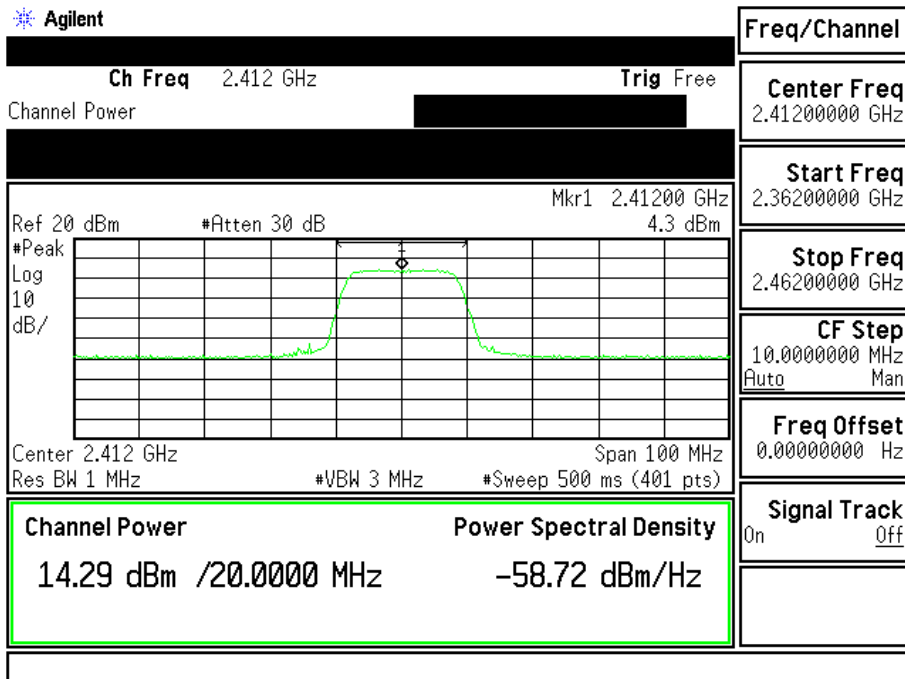 Agilent
Freq/Channel
Ch Freq 2.412 GHz Trig Free
Channel Power
Center Freq
2.41200000 GHz
Start Freq
2.36200000 GHz
Stop Freq
2.46200000 GHz
CF Step
10.0000000 MHz
Auto Man
Freq Offset
0.00000000 Hz
Signal Track
On Off
Mkr1 2.41200 GHz
Ref 20 dBm #Atten 30 dB 4.3 dBm
#Peak
Log
10
dB/
1
Center 2.412 GHz Span 100 MHz
Res BW 1 MHz #VBW 3 MHz #Sweep 500 ms (401 pts)
Channel Power Power Spectral Density
14.29 dBm /20.0000 MHz -58.72 dBm/Hz